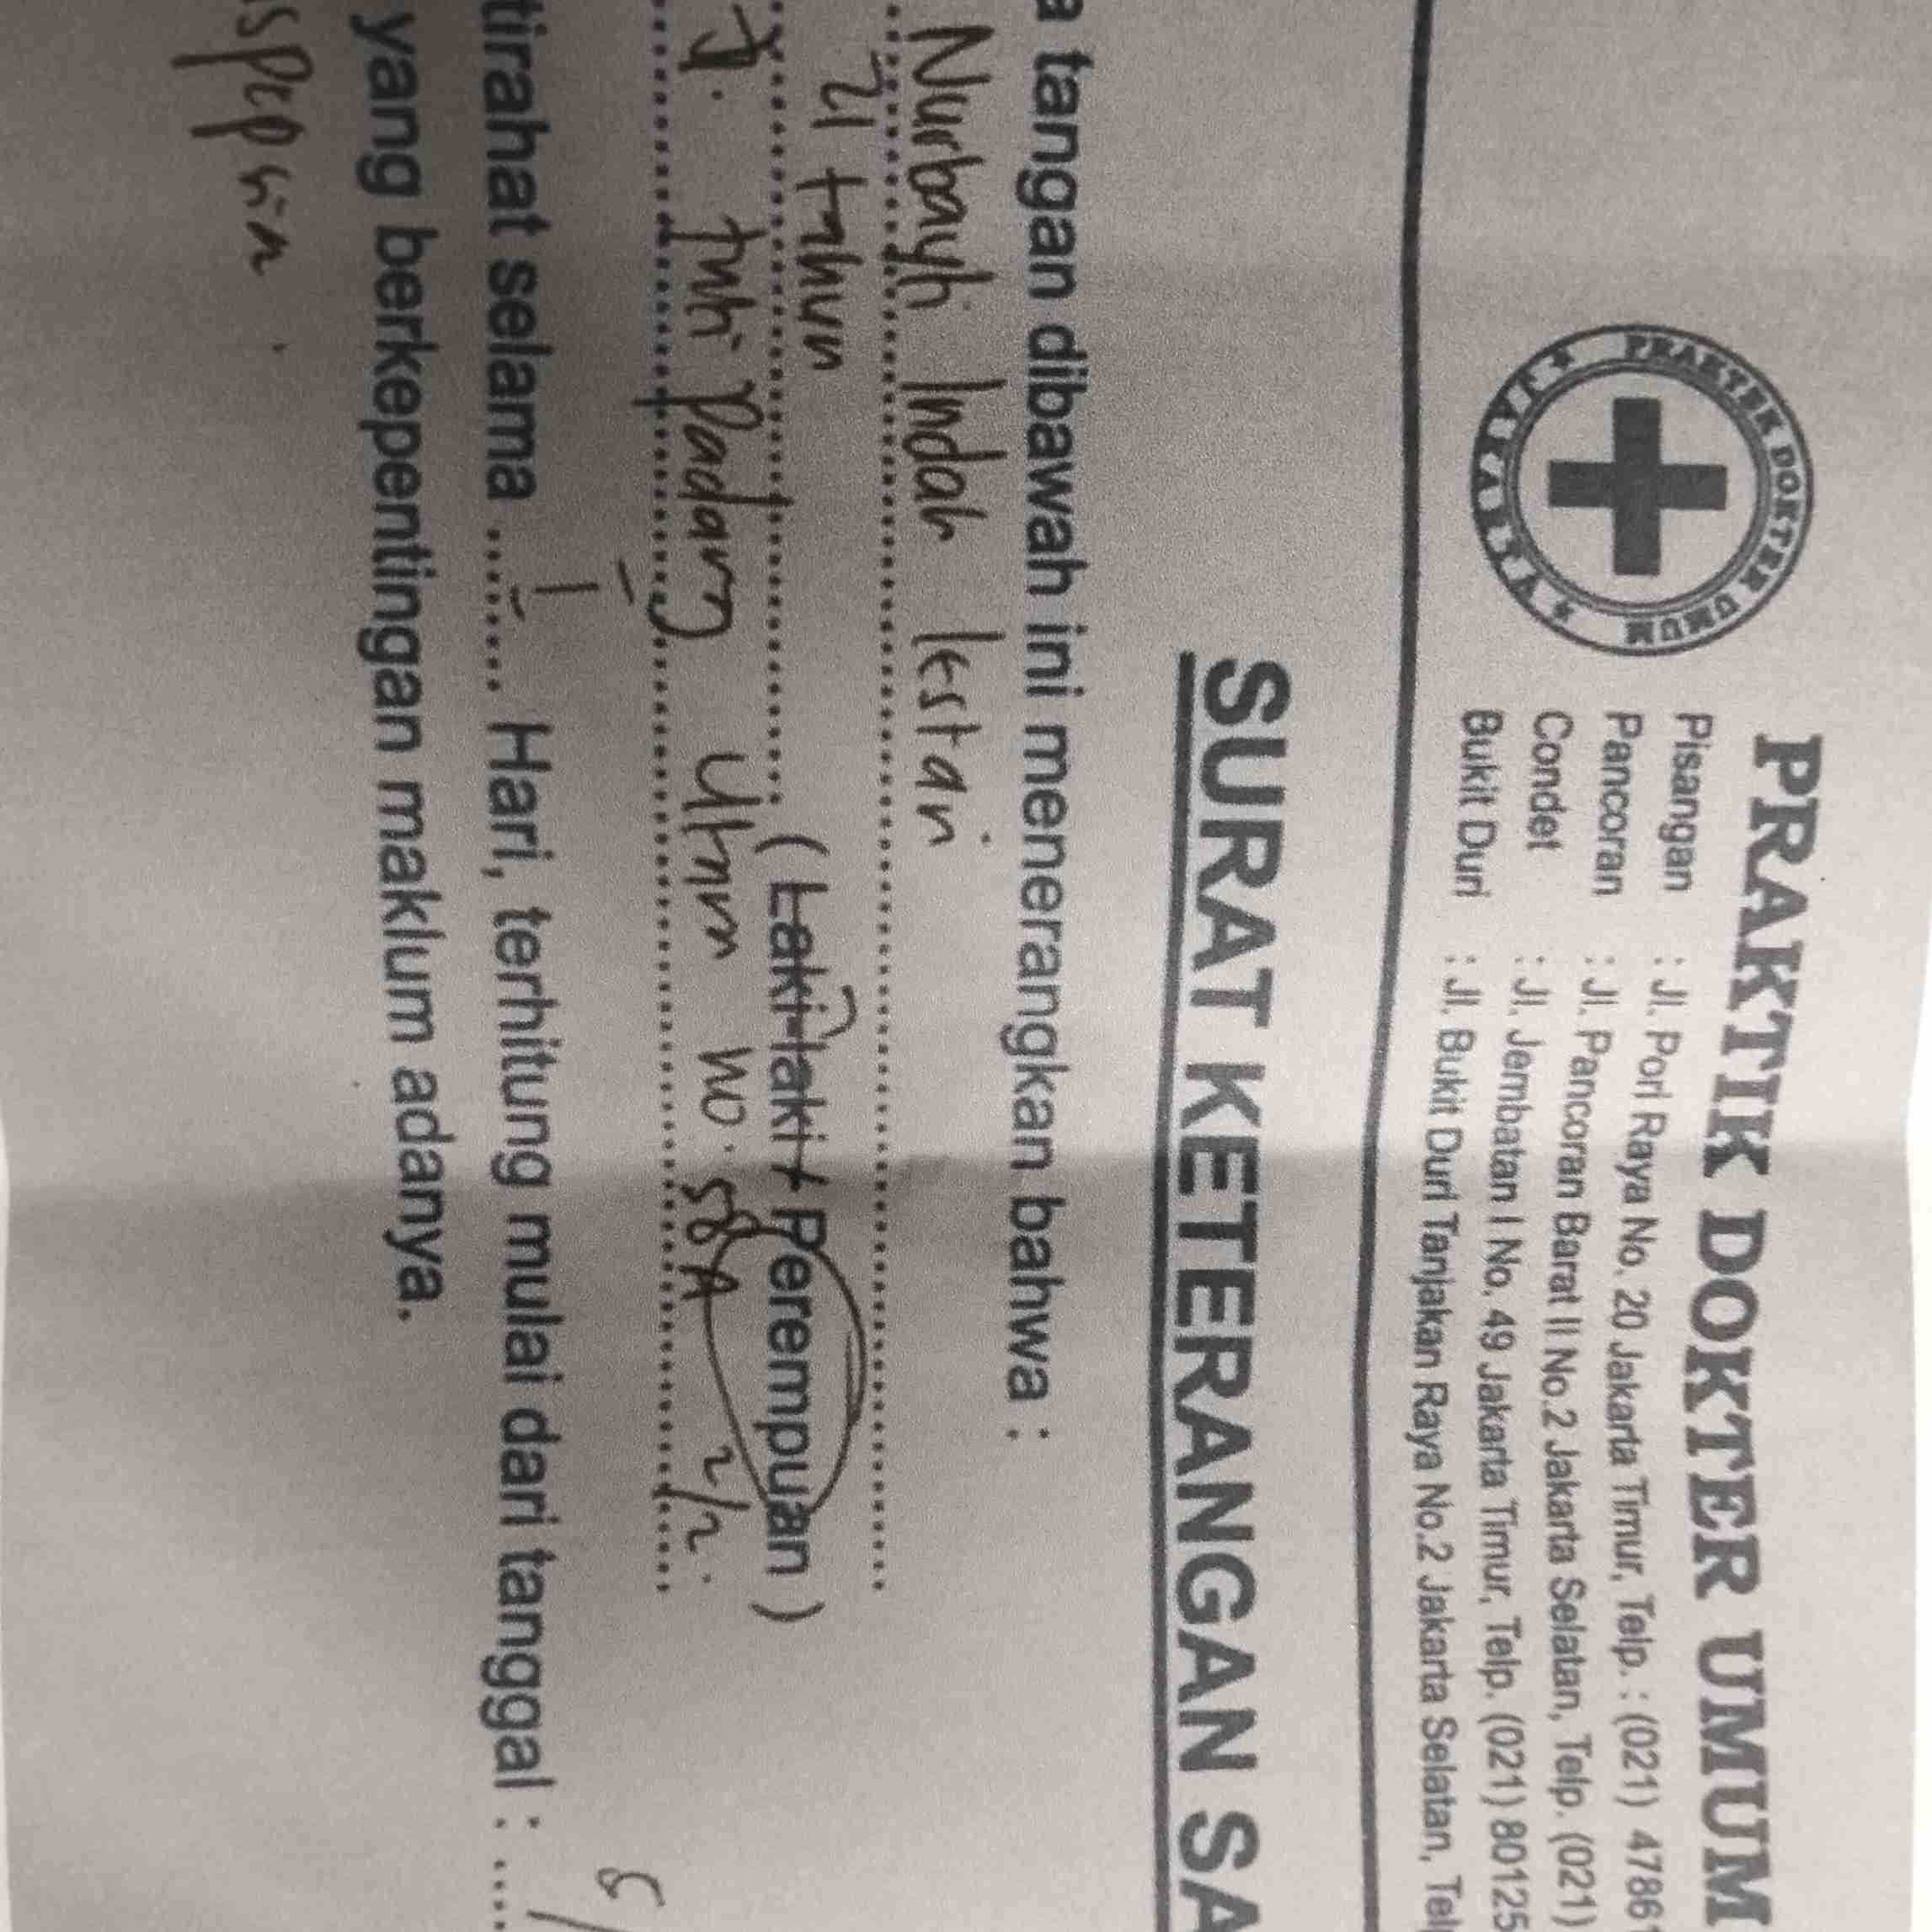 PRAKTIK DOKTER UMUM
PRAKTEK DOKTER UMUM
Pisangan : Jl. Pori Raya No. 20 Jakarta Timur, Telp. : (021) 4786
Pancoran : Jl. Pancoran Barat II No.2 Jakarta Selatan, Telp. (021)
Condet : Jl. Jembatan I No. 49 Jakarta Timur, Telp. (021) 80125
Bukit Duri : Jl. Bukit Duri Tanjakan Raya No.2 Jakarta Selatan, Tel
SURAT KETERANGAN SA
a tangan dibawah ini menerangkan bahwa :
Nurbayti Indah lestari
21 tahun
( Laki-laki / Perempuan )
Jl. Padang Utara no. 58A 2/2.
tirahat selama 1 Hari, terhitung mulai dari tanggal : 8/
yang berkepentingan maklum adanya.